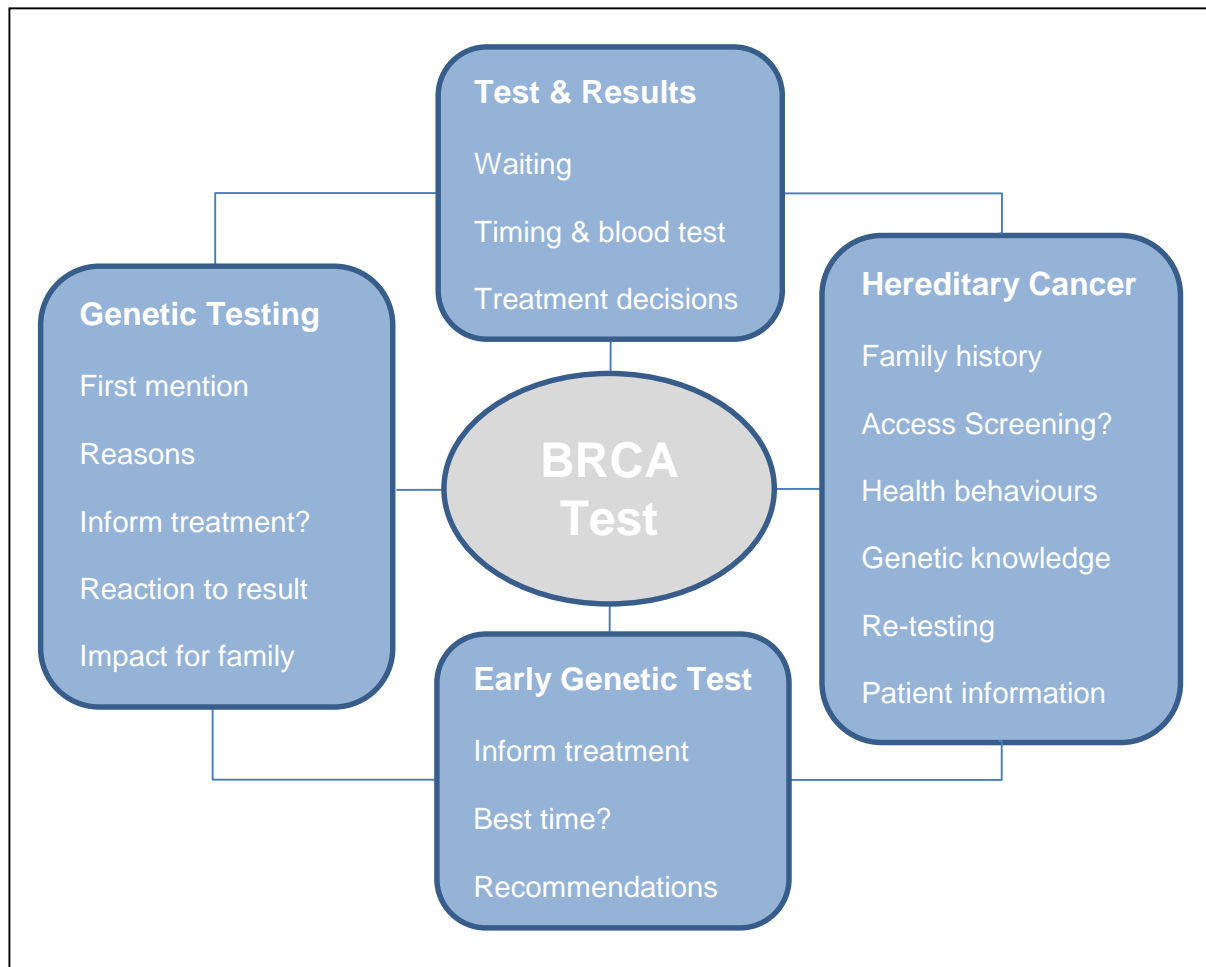 Test & Results
Waiting
Timing & blood test
Treatment decisions
Genetic Testing
First mention
Reasons
Inform treatment?
Reaction to result
Impact for family
BRCA
Test
Hereditary Cancer
Family history
Access Screening?
Health behaviours
Genetic knowledge
Re-testing
Patient information
Early Genetic Test
Inform treatment
Best time?
Recommendations